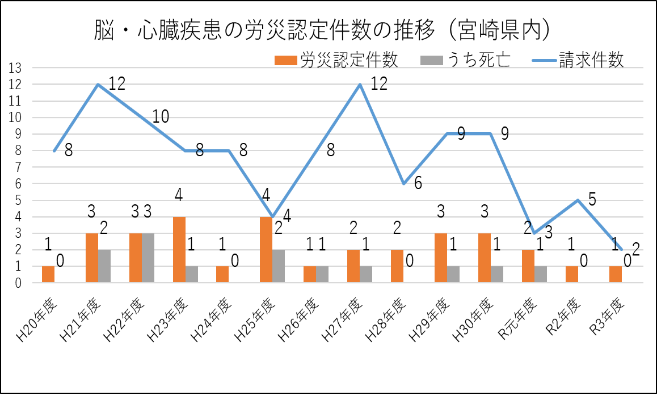 脳・心臓疾患の労災認定件数の推移（宮崎県内）
労災認定件数 うち死亡 請求件数
13
12
11
10
9
8
7
6
5
4
3
2
1
0
8 12 10 8 8 4 8 12 6 9 9 3 5 2
1 3 3 4 1 4 1 2 2 3 3 2 1 1
0 2 3 1 0 2 1 1 0 1 1 1 0 0
H20年度 H21年度 H22年度 H23年度 H24年度 H25年度 H26年度 H27年度 H28年度 H29年度 H30年度 R元年度 R2年度 R3年度